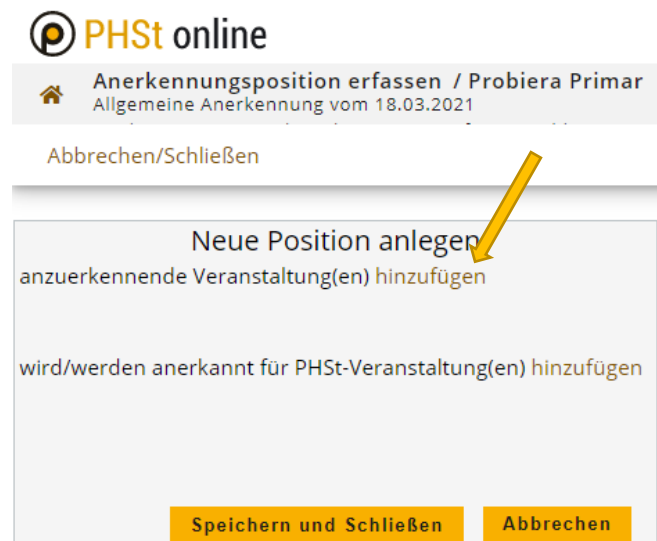 PHSt online
Anerkennungsposition erfassen / Probiera Primar
Allgemeine Anerkennung vom 18.03.2021
Abbrechen/Schließen
Neue Position anlegen
anzuerkennende Veranstaltung(en) hinzufügen
wird/werden anerkannt für PHSt-Veranstaltung(en) hinzufügen
Speichern und Schließen Abbrechen